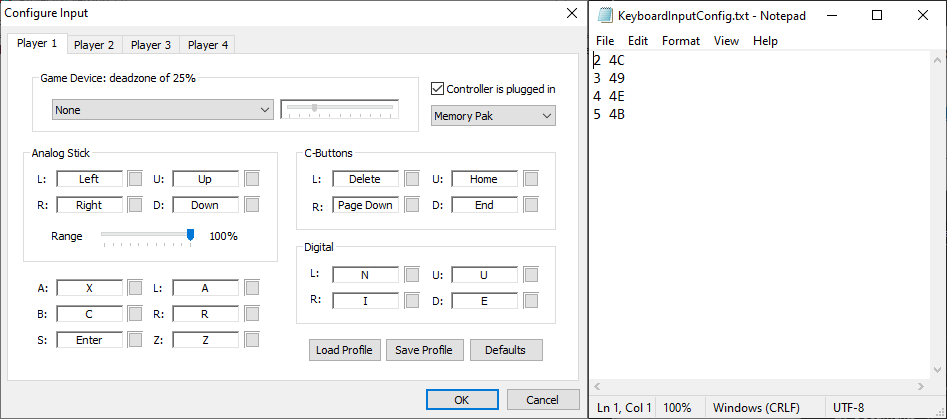 Configure Input
Player 1 Player 2 Player 3 Player 4
Game Device: deadzone of 25%
None
Controller is plugged in
Memory Pak
Analog Stick
L: Left U: Up
R: Right D: Down
Range 100%
A: X L: A
B: C R: R
S: Enter Z: Z
C-Buttons
L: Delete U: Home
R: Page Down D: End
Digital
L: N U: U
R: I D: E
Load Profile Save Profile Defaults
OK Cancel
KeyboardInputConfig.txt - Notepad
File Edit Format View Help
2 4C
3 49
4 4E
5 4B
Ln 1, Col 1 100% Windows (CRLF) UTF-8